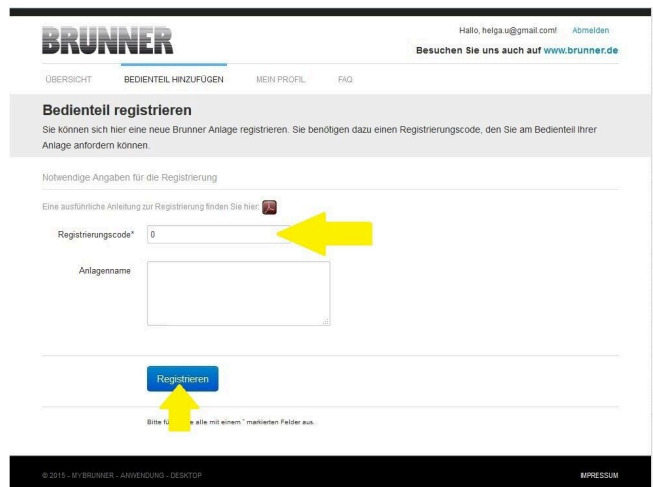 BRUNNER
Hallo, helga.u@gmail.com! Abmelden
Besuchen Sie uns auch auf www.brunner.de
ÜBERSICHT BEDIENTEIL HINZUFÜGEN MEIN PROFIL FAQ
Bedienteil registrieren
Sie können sich hier eine neue Brunner Anlage registrieren. Sie benötigen dazu einen Registrierungscode, den Sie am Bedienteil Ihrer
Anlage anfordern können.
Notwendige Angaben für die Registrierung
Eine ausführliche Anleitung zur Registrierung finden Sie hier:
Registrierungscode* 0
Anlagenname
Registrieren
Bitte alle mit einem * markierten Felder aus.
© 2015 - MYBRUNNER - ANWENDUNG - DESKTOP
IMPRESSUM